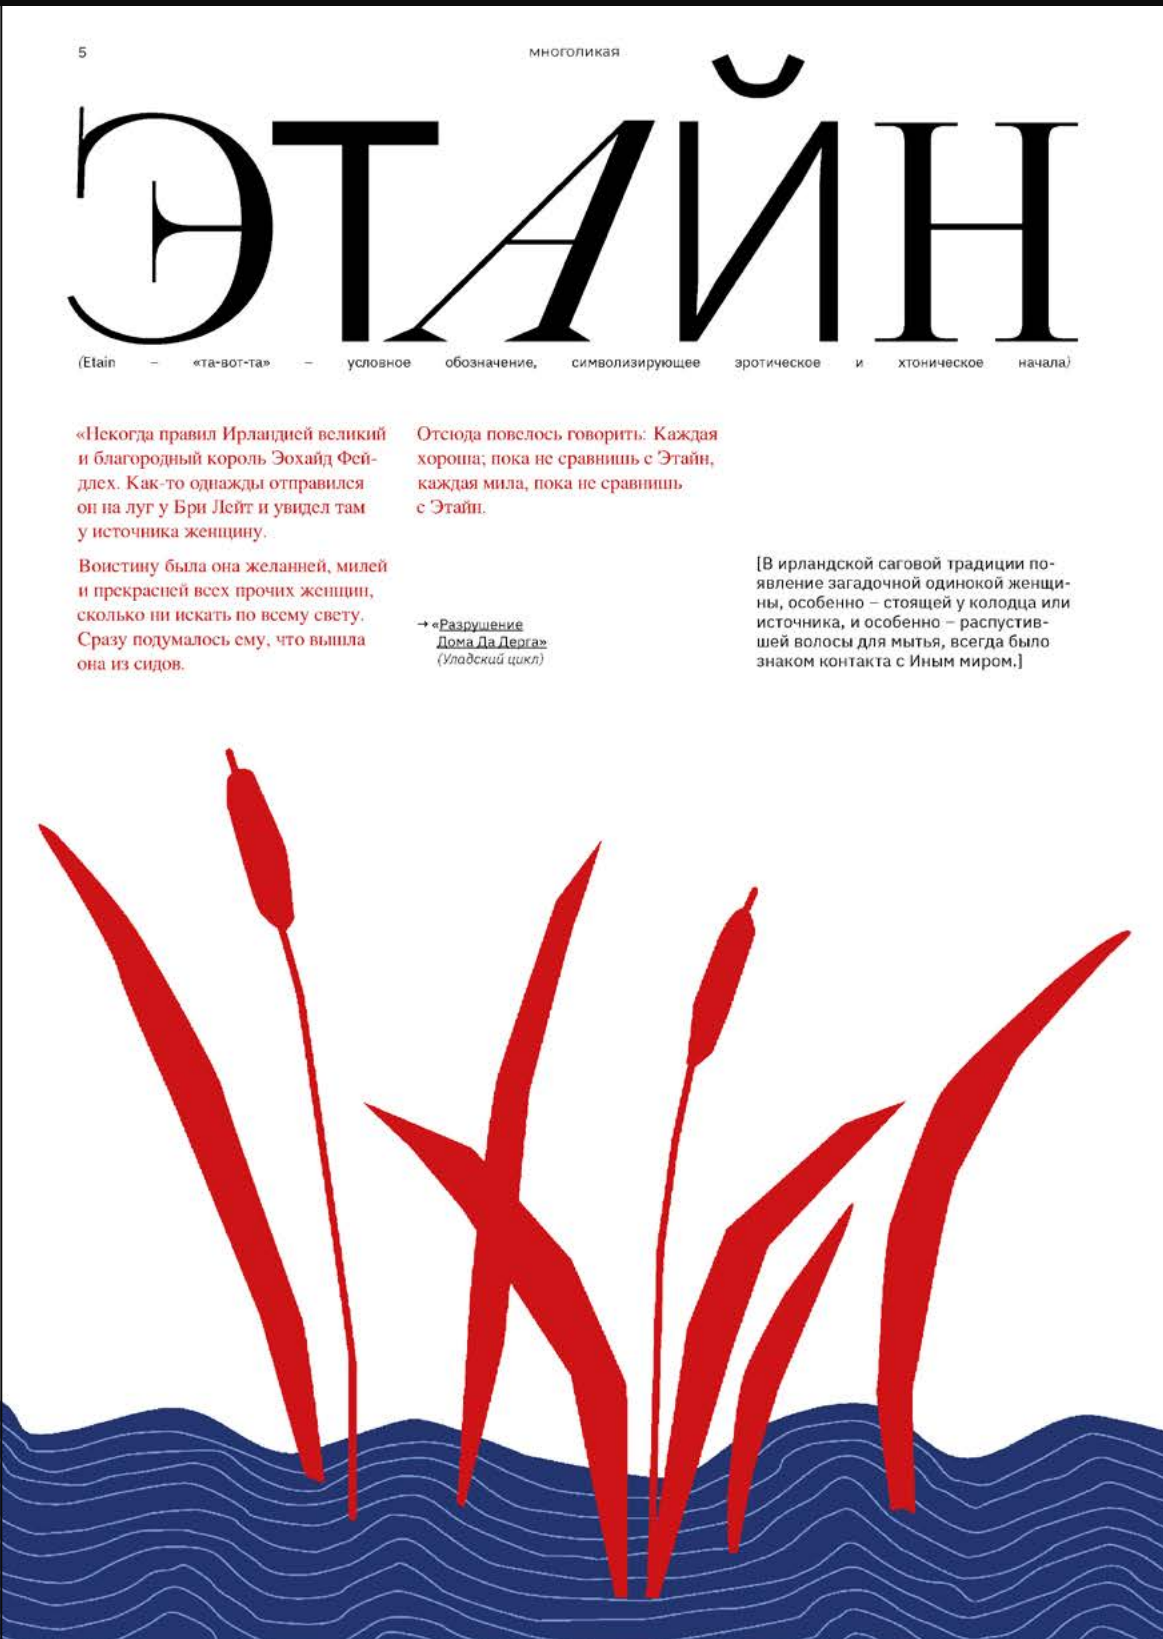 5
многоликая
ЭТАЙН
(Etain – «та-вот-та» – условное обозначение, символизирующее эротическое и хтоническое начала)
«Некогда правил Ирландией великий
и благородный король Эохайд Фей-
длех. Как-то однажды отправился
он на луг у Бри Лейт и увидел там
у источника женщину.
Воистину была она желанней, милей
и прекрасней всех прочих женщин,
сколько ни искать по всему свету.
Сразу подумалось ему, что вышла
она из сидов.
Отсюда повелось говорить: Каждая
хороша; пока не сравнишь с Этайн,
каждая мила, пока не сравнишь
с Этайн.
→ «Разрушение
Дома Да Дерга»
(Уладский цикл)
[В ирландской саговой традиции по-
явление загадочной одинокой женщи-
ны, особенно – стоящей у колодца или
источника, и особенно – распустив-
шей волосы для мытья, всегда было
знаком контакта с Иным миром.]